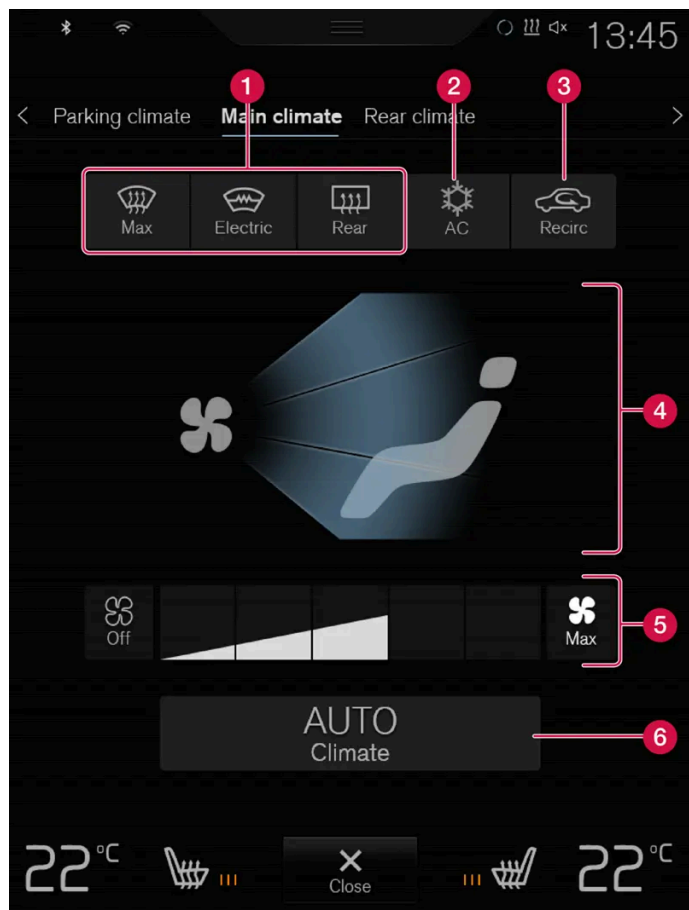 13:45
1 2 3
Parking climate Main climate Rear climate
Max Electric Rear AC Recirc
4
Off Max 5
AUTO 6
Climate
22°C 22°C
Close